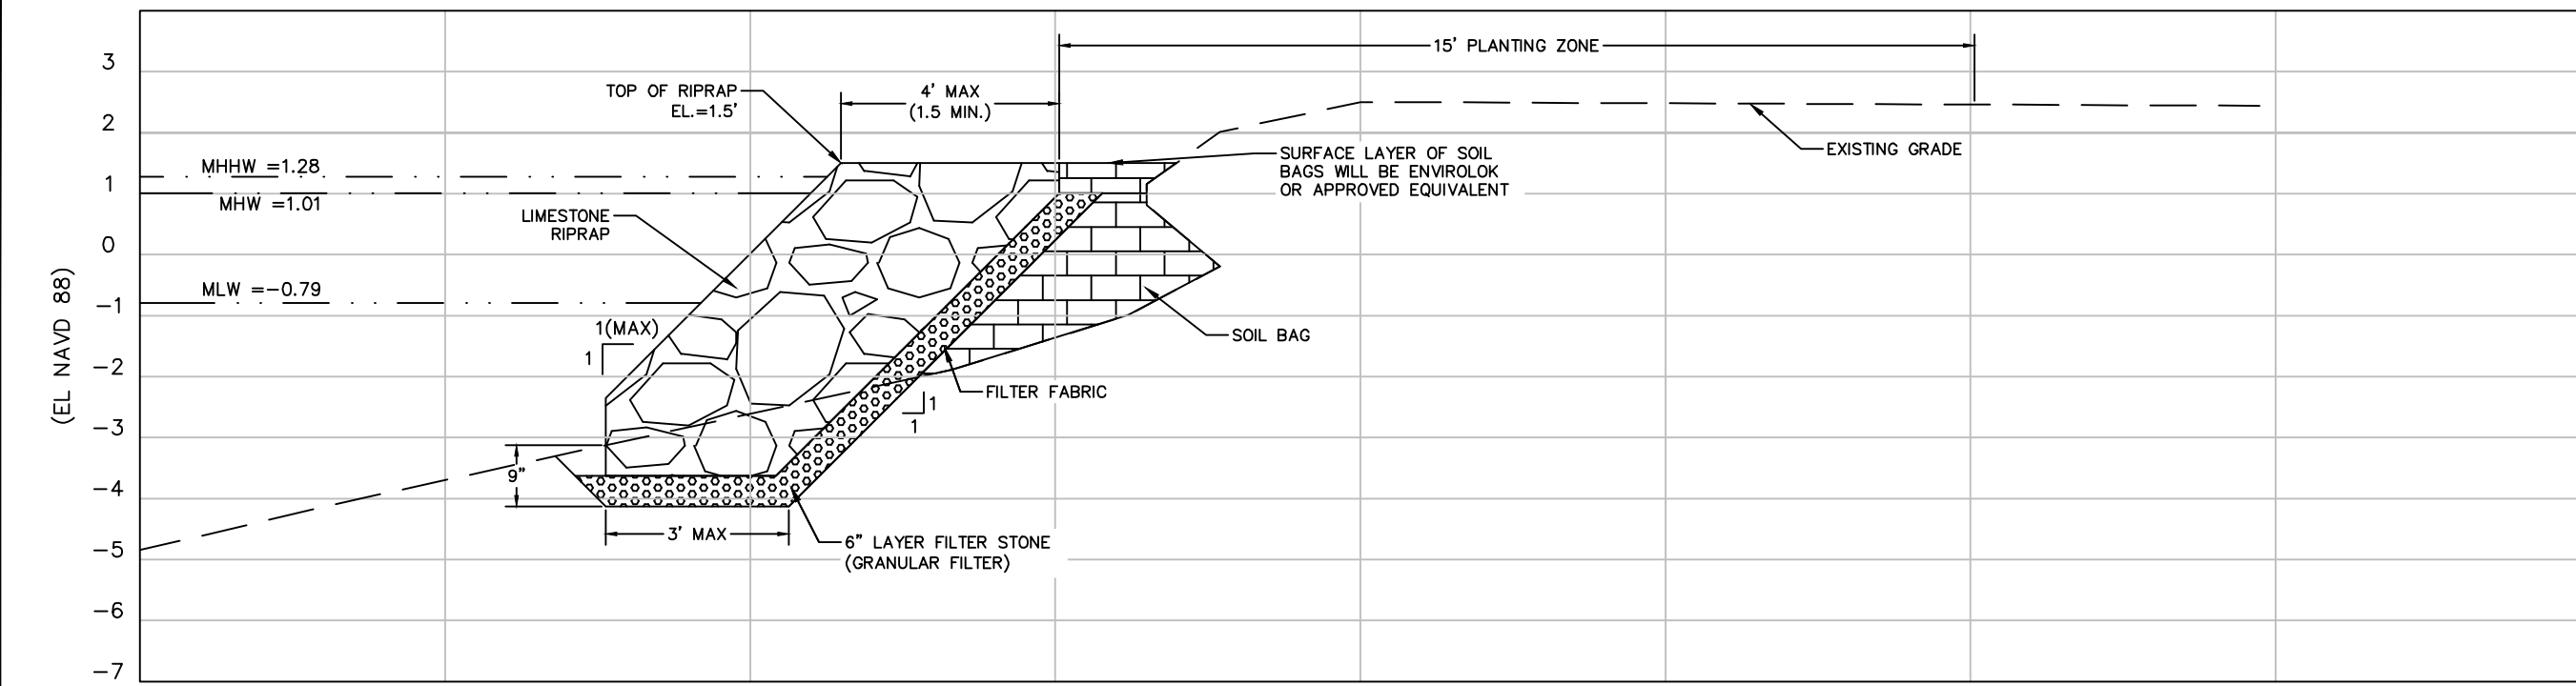 15' PLANTING ZONE
3
TOP OF RIPRAP
EL.=1.5'
4' MAX
(1.5 MIN.)
2
EXISTING GRADE
SURFACE LAYER OF SOIL
BAGS WILL BE ENVIROLOK
OR APPROVED EQUIVALENT
MHHW =1.28
1
MHW =1.01
LIMESTONE
RIPRAP
0
(EL NAVD 88)
MLW =-0.79
-1
1(MAX)
1
SOIL BAG
-2
FILTER FABRIC
1
1
-3
9"
-4
3' MAX
6" LAYER FILTER STONE
(GRANULAR FILTER)
-5
-6
-7